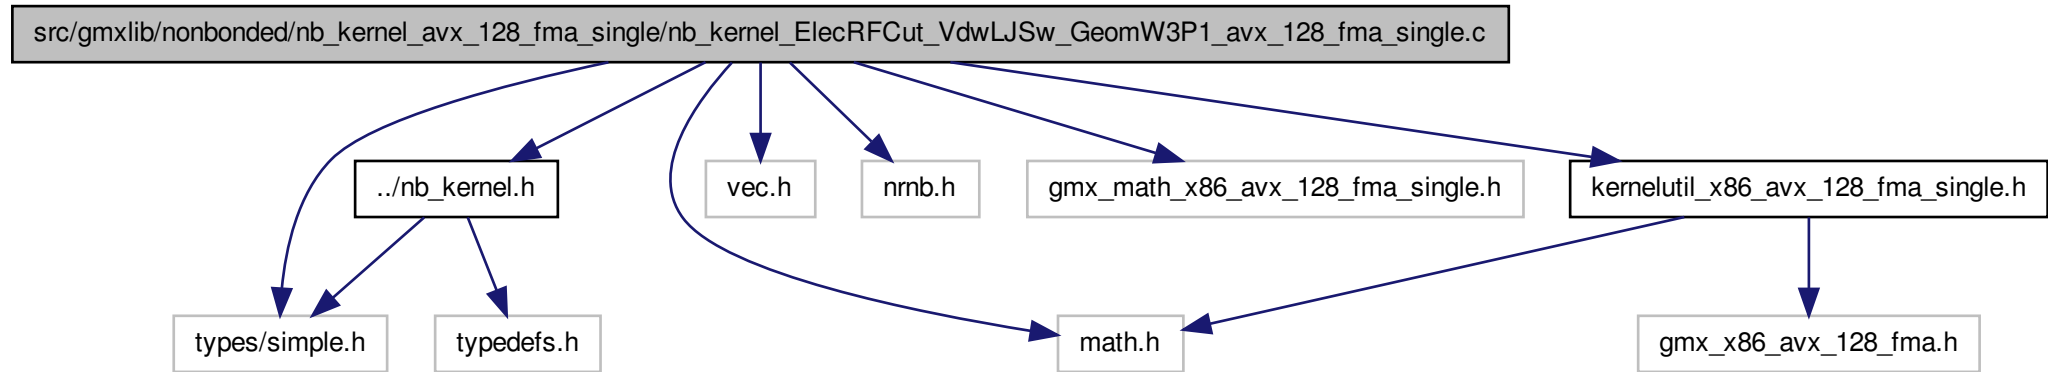 src/gmxlib/nonbonded/nb_kernel_avx_128_fma_single/nb_kernel_ElecRFCut_VdwLJSw_GeomW3P1_avx_128_fma_single.c
../nb_kernel.h
vec.h
nrnb.h
gmx_math_x86_avx_128_fma_single.h
kernelutil_x86_avx_128_fma_single.h
types/simple.h
typedefs.h
math.h
gmx_x86_avx_128_fma.h